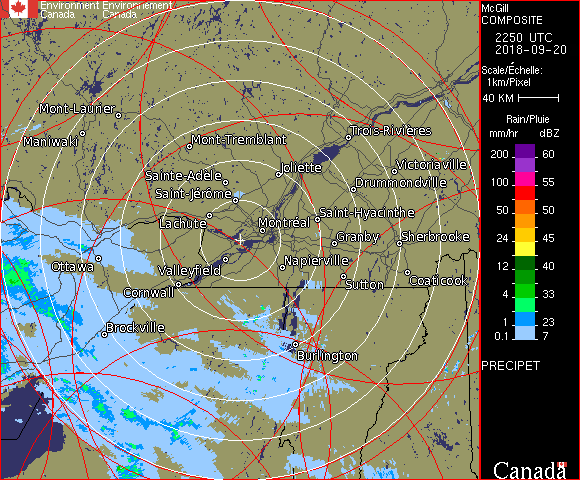 Environment Environnement
Canada Canada
McGill
COMPOSITE
2250 UTC
2018-09-20
Scale/Échelle:
1km/Pixel
40 KM
Rain/Pluie
mm/hr dBZ
200 60
100 55
50 50
24 45
12 40
4 33
1 23
0.1 7
PRECIPET
Canada
Mont-Laurier
Trois-Rivières
Maniwaki
Mont-Tremblant
Victoriaville
Joliette
Sainte-Adèle
Drummondville
Saint-Jérôme
Saint-Hyacinthe
Lachute
Montréal
Granby
Sherbrooke
Ottawa
Valleyfield
Napierville
Sutton
Coaticook
Cornwall
Brockville
Burlington